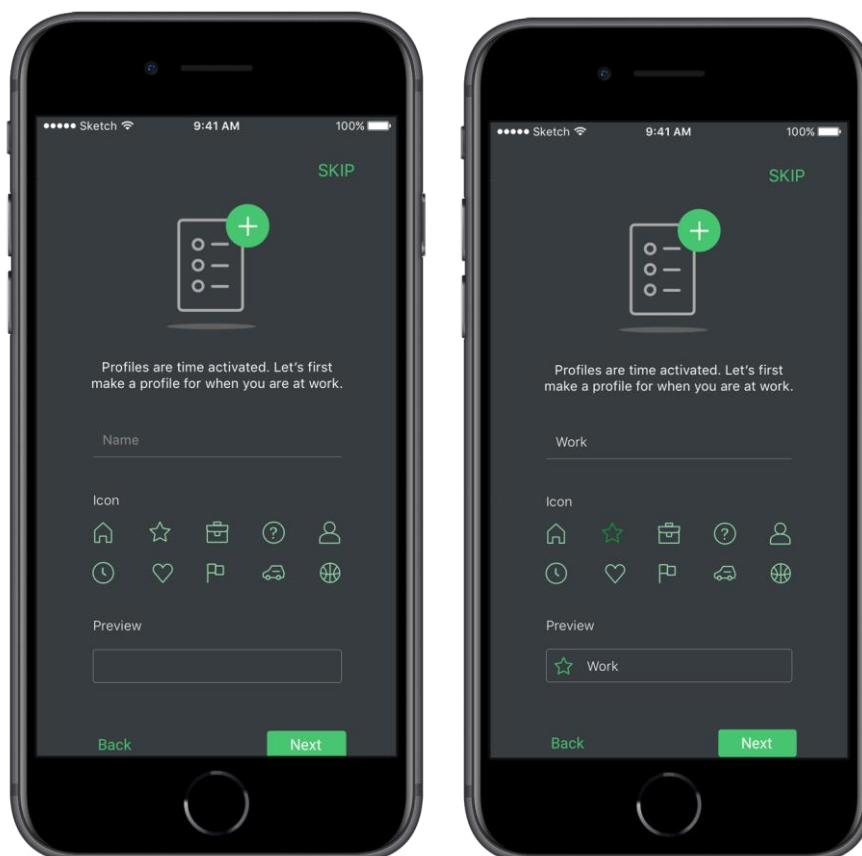 Sketch 9:41 AM 100%
SKIP
Profiles are time activated. Let’s first
make a profile for when you are at work.
Name
Icon
Preview
Back Next
Sketch 9:41 AM 100%
SKIP
Profiles are time activated. Let’s first
make a profile for when you are at work.
Work
Icon
Preview
Work
Back Next